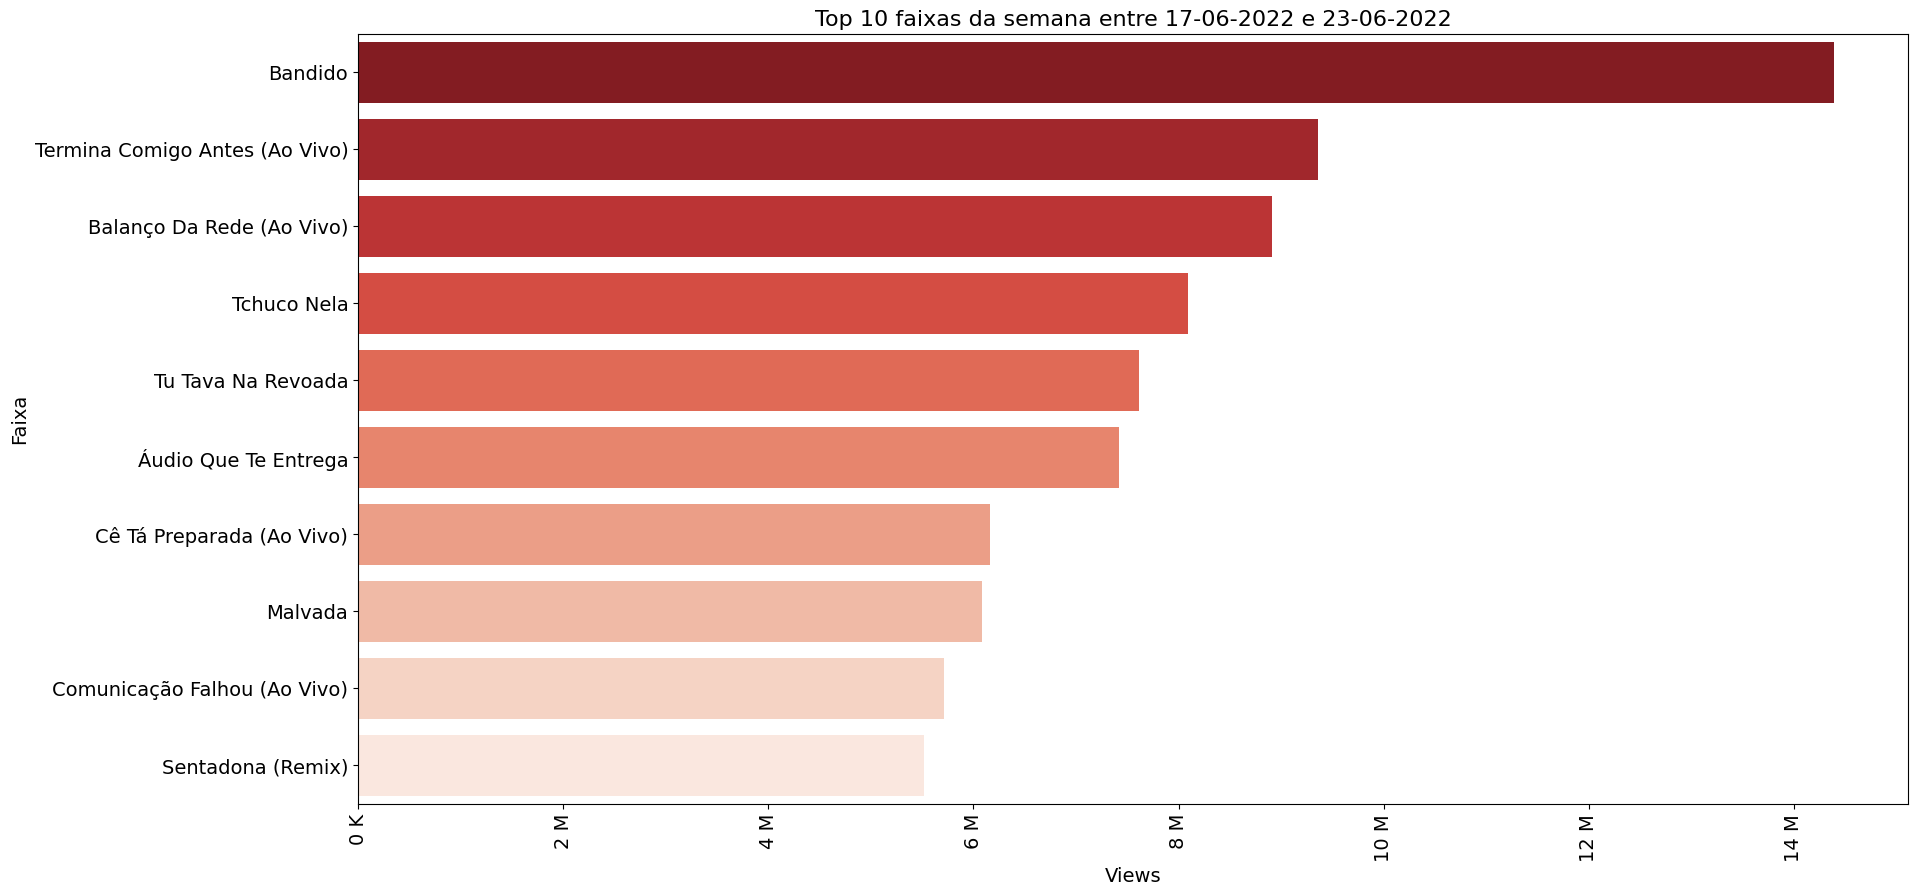 Top 10 faixas da semana entre 17-06-2022 e 23-06-2022
Faixa
Bandido
Termina Comigo Antes (Ao Vivo)
Balanço Da Rede (Ao Vivo)
Tchuco Nela
Tu Tava Na Revoada
Áudio Que Te Entrega
Cê Tá Preparada (Ao Vivo)
Malvada
Comunicação Falhou (Ao Vivo)
Sentadona (Remix)
0 K
2 M
4 M
6 M
8 M
10 M
12 M
14 M
Views